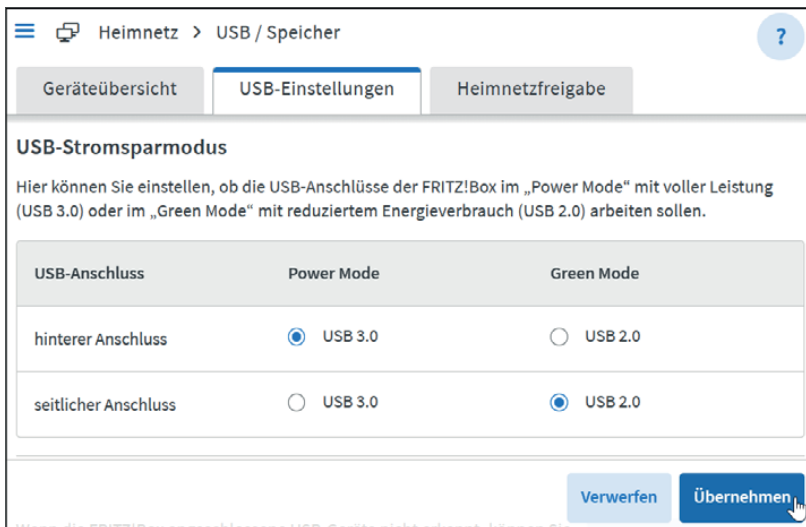 Heimnetz > USB / Speicher
?
Geräteübersicht USB-Einstellungen Heimnetzfreigabe
USB-Stromsparmodus
Hier können Sie einstellen, ob die USB-Anschlüsse der FRITZ!Box im „Power Mode“ mit voller Leistung
(USB 3.0) oder im „Green Mode“ mit reduziertem Energieverbrauch (USB 2.0) arbeiten sollen.
USB-Anschluss Power Mode Green Mode
hinterer Anschluss USB 3.0 USB 2.0
seitlicher Anschluss USB 3.0 USB 2.0
Verwerfen Übernehmen